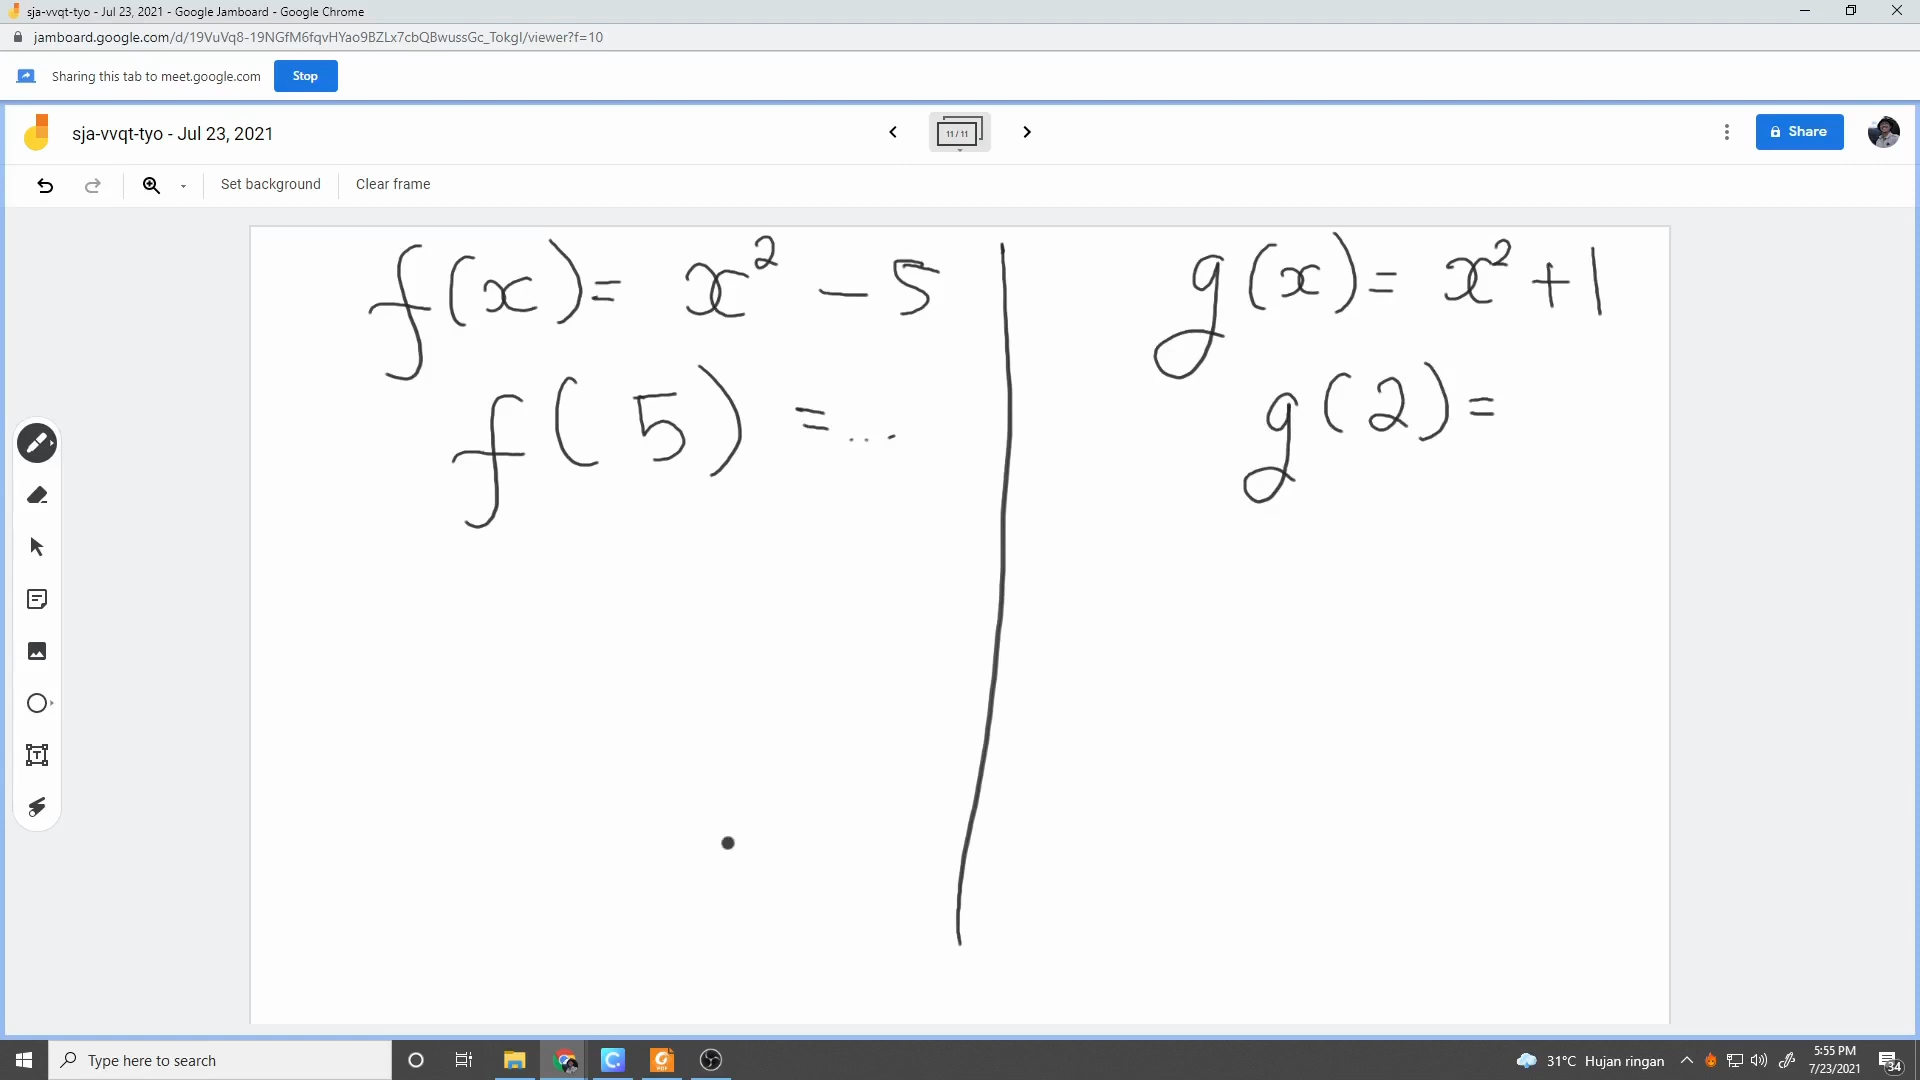 sja-vvqt-tyo - Jul 23, 2021 - Google Jamboard - Google Chrome
jamboard.google.com/d/19VuVq8-19NGfM6fqvHYao9BZLx7cbQBwussGc_TokgI/viewer?f=10
Sharing this tab to meet.google.com Stop
sja-vvqt-tyo - Jul 23, 2021
11 / 11
Share
Set background Clear frame
f(x) = x² - 5
f(5) = ...
g(x) = x² + 1
g(2) =
Type here to search
31°C Hujan ringan
5:55 PM
7/23/2021
34